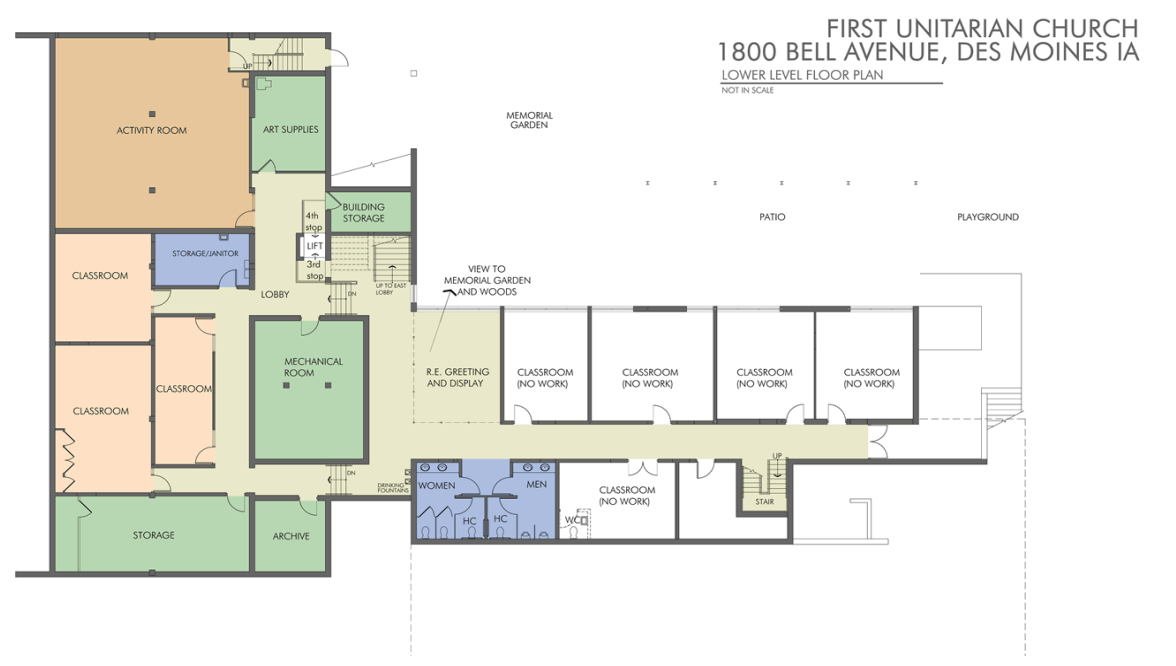 FIRST UNITARIAN CHURCH
1800 BELL AVENUE, DES MOINES IA
LOWER LEVEL FLOOR PLAN
NOT IN SCALE
UP
MEMORIAL
GARDEN
ACTIVITY ROOM
ART SUPPLIES
BUILDING
STORAGE
4th
stop
PATIO
PLAYGROUND
LIFT
STORAGE/JANITOR
CLASSROOM
3rd
stop
VIEW TO
MEMORIAL GARDEN
AND WOODS
UP TO EAST
LOBBY
LOBBY
DN
MECHANICAL
ROOM
R.E. GREETING
AND DISPLAY
CLASSROOM
(NO WORK)
CLASSROOM
(NO WORK)
CLASSROOM
(NO WORK)
CLASSROOM
(NO WORK)
CLASSROOM
CLASSROOM
UP
DN
DRINKING
FOUNTAINS
WOMEN
MEN
CLASSROOM
(NO WORK)
STAIR
HC
HC
WC
STORAGE
ARCHIVE